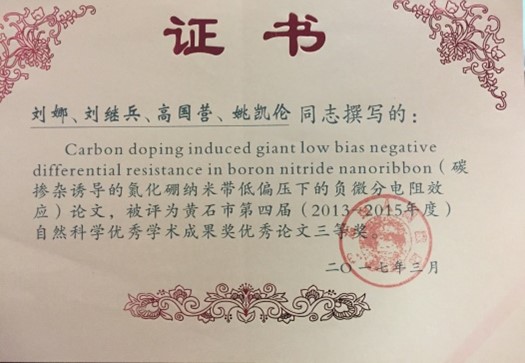 证书
刘娜、刘继兵、高国营、姚凯伦 同志撰写的：
Carbon doping induced giant low bias negative
differential resistance in boron nitride nanoribbon（碳
掺杂诱导的氮化硼纳米带低偏压下的负微分电阻效
应）论文，被评为黄石市第四届（2013-2015年度）
自然科学优秀学术成果奖优秀论文三等奖。
二〇一七年三月